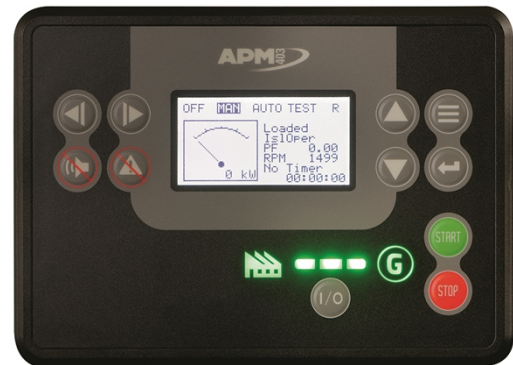 APM 403
OFF MAN AUTO TEST R
Loaded
IslOper
PF 0.00
RPM 1499
No Timer
00:00:00
0 kW
G
START
I/O
STOP